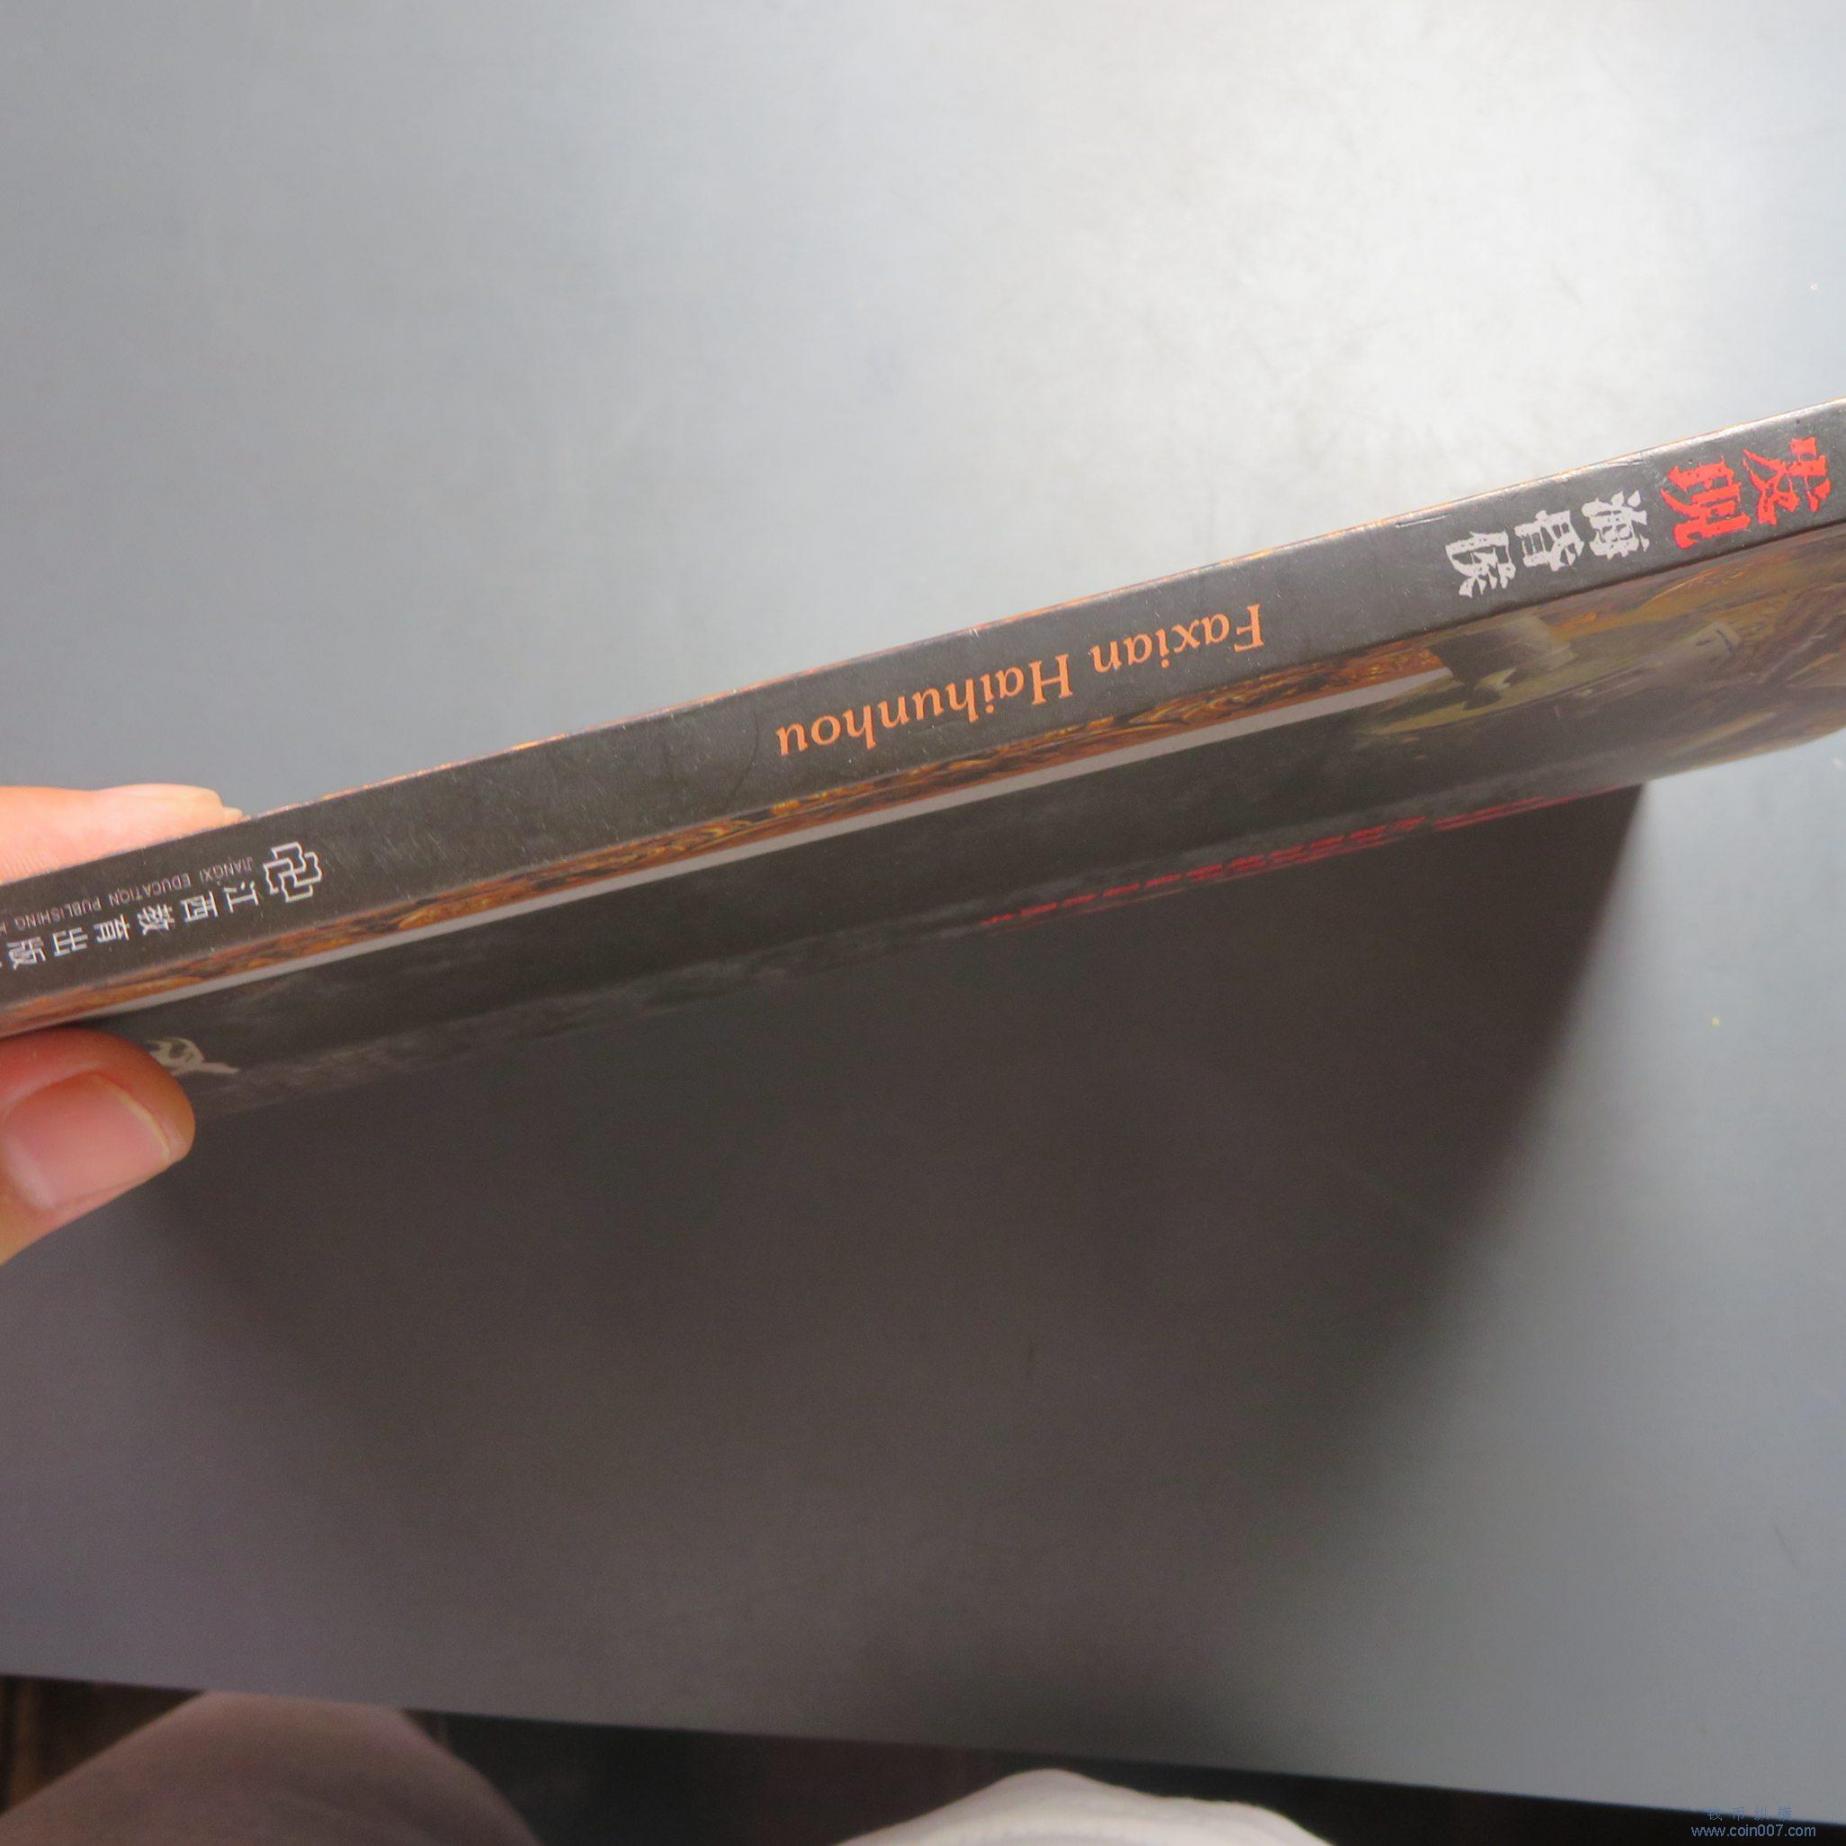 发现
海昏侯
Faxian Haihunhou
江西教育出版
JIANGXI EDUCATION PUBLISHING
www.coin007.com